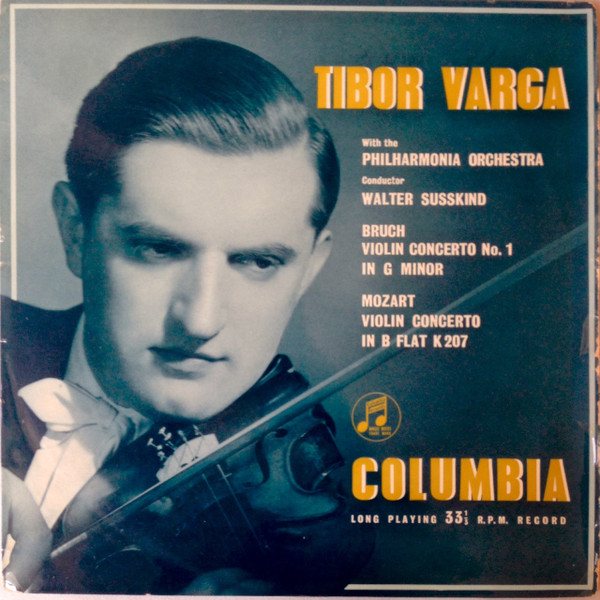 TIBOR VARGA
With the
PHILHARMONIA ORCHESTRA
Conductor
WALTER SUSSKIND
BRUCH
VIOLIN CONCERTO No. 1
IN G MINOR
MOZART
VIOLIN CONCERTO
IN B FLAT K 207
COLUMBIA
LONG PLAYING 33⅓ R.P.M. RECORD